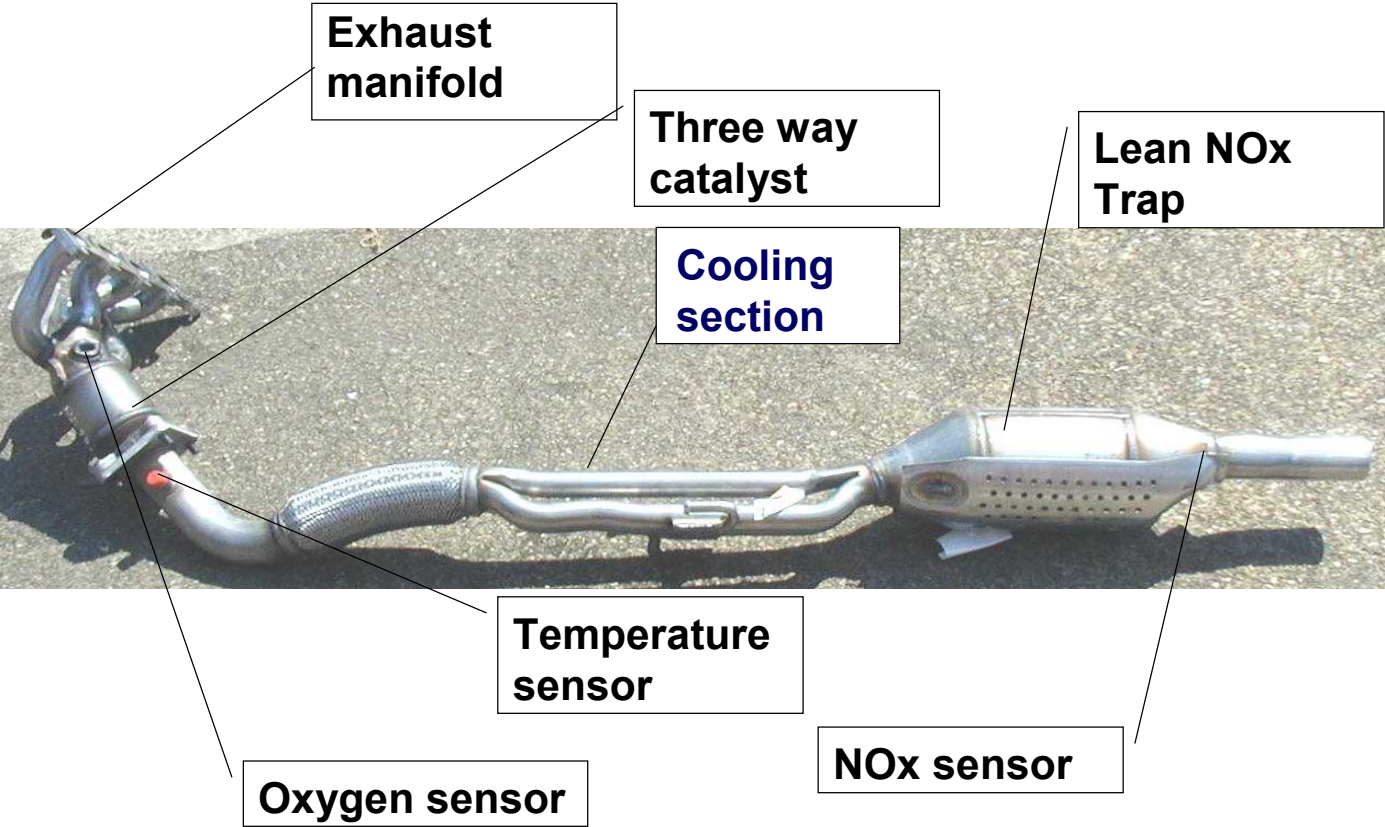 Exhaust
manifold
Three way
catalyst
Lean NOx
Trap
Cooling
section
Temperature
sensor
NOx sensor
Oxygen sensor